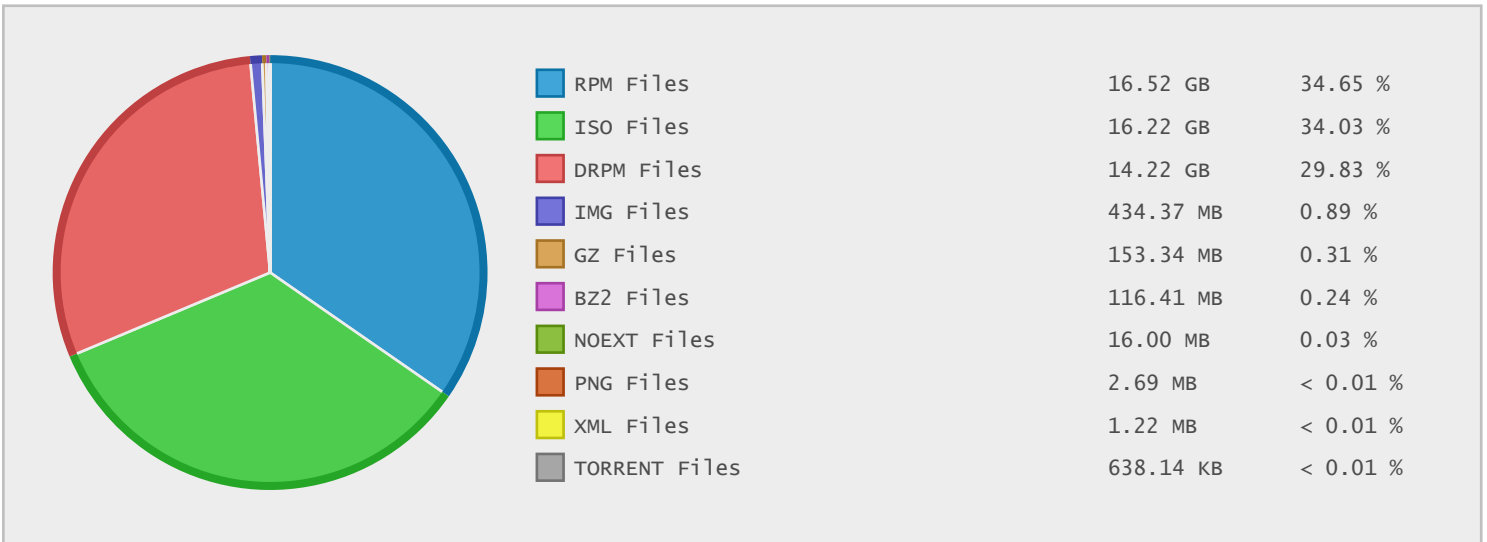 RPM Files 16.52 GB 34.65 %
ISO Files 16.22 GB 34.03 %
DRPM Files 14.22 GB 29.83 %
IMG Files 434.37 MB 0.89 %
GZ Files 153.34 MB 0.31 %
BZ2 Files 116.41 MB 0.24 %
NOEXT Files 16.00 MB 0.03 %
PNG Files 2.69 MB < 0.01 %
XML Files 1.22 MB < 0.01 %
TORRENT Files 638.14 KB < 0.01 %